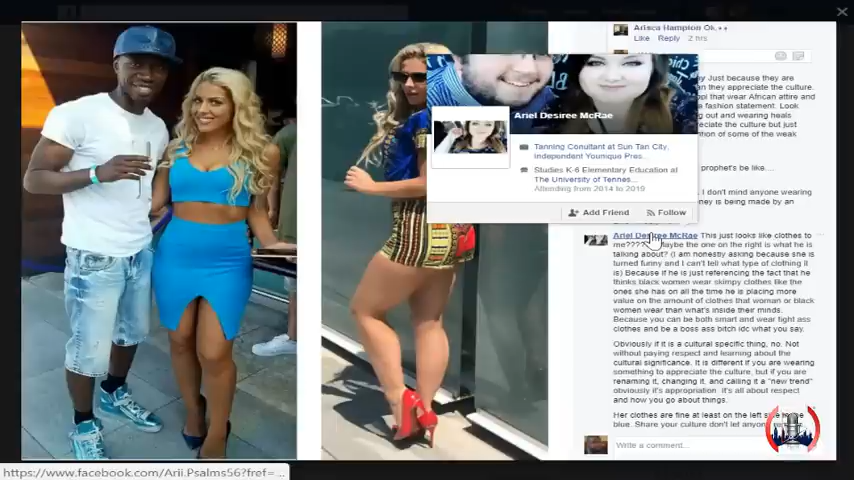 Arisca Hampton
Like · Reply · 2 hrs
Just because they are
they appreciate the culture.
that wear African attire and
fashion statement. Look
out and wearing heals
the culture but just
of some of the weak
prophet's be like....
I don't mind anyone wearing
is being made by an
Ariel Desiree McRae
Tanning Conultant at Sun Tan City,
Independent Younique Pres...
Studies K-6 Elementary Education at
The University of Tennes...
Attending from 2014 to 2019
Add Friend
Follow
Ariel Desiree McRae This just looks like clothes to
me???? Maybe the one on the right is what he is
talking about? (I am honestly asking because she is
turned funny and I can't tell what type of clothing it
is) Because if he is just referencing the fact that he
thinks black women wear skimpy clothes like the
ones she has on all the time he is placing more
value on the amount of clothes that woman or black
women wear than what's inside their minds.
Because you can be both smart and wear tight ass
clothes and be a boss ass bitch idc what you say.
Obviously if it is a cultural specific thing, no. Not
without paying respect and learning about the
cultural significance. It is different if you are wearing
something to appreciate the culture, but if you are
renaming it, changing it, and calling it a "new trend"
obviously it's appropriation. it's all about respect
and how you go about things.
Her clothes are fine at least on the left
blue. Share your culture don't let
Write a comment...
https://www.facebook.com/Arii.Psalms56?fref= ...